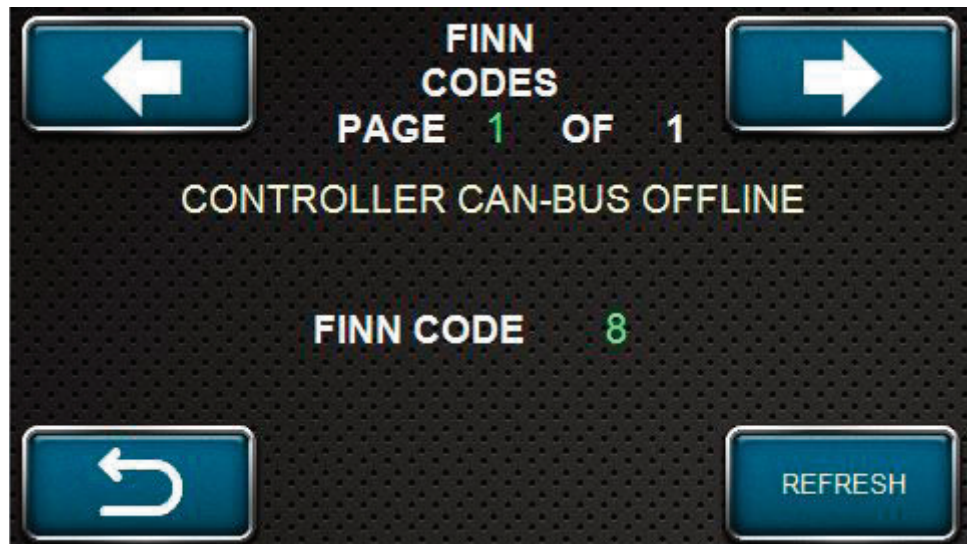 FINN
CODES
PAGE 1 OF 1
CONTROLLER CAN-BUS OFFLINE
FINN CODE 8
REFRESH